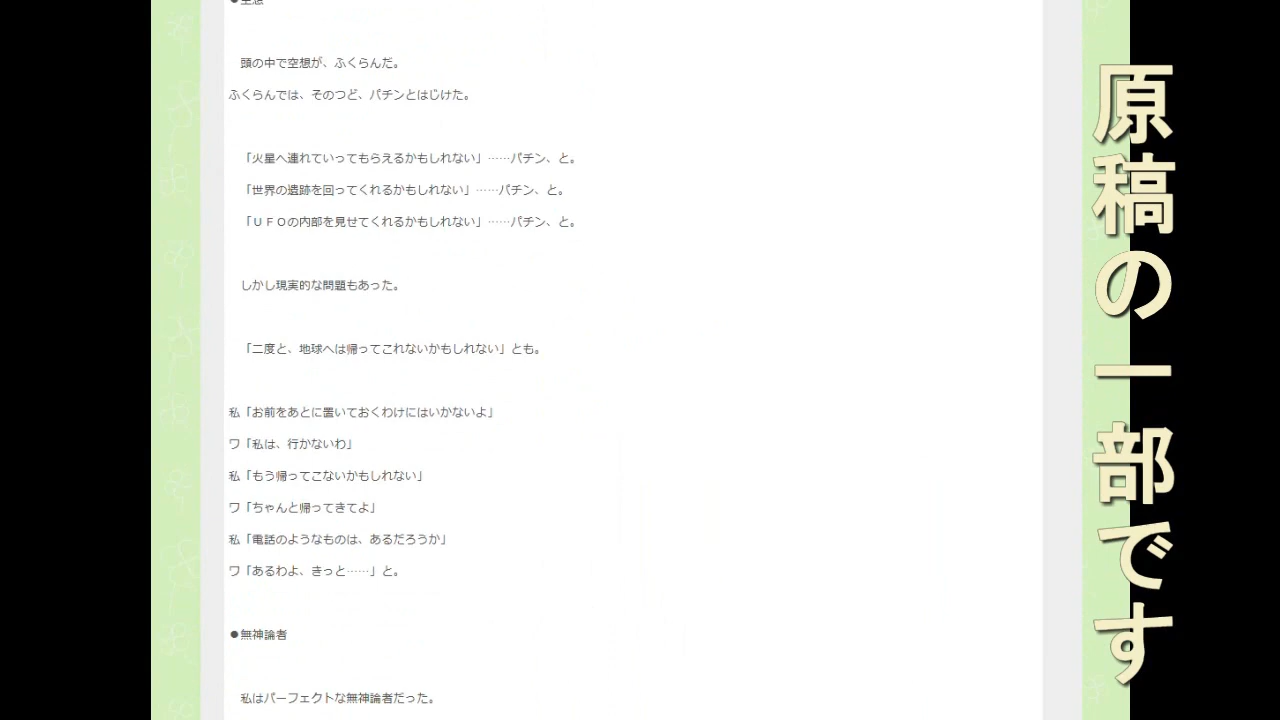 ●空想
頭の中で空想が、ふくらんだ。
ふくらんでは、そのつど、パチンとはじけた。
「火星へ連れていってもらえるかもしれない」……パチン、と。
「世界の遺跡を回ってくれるかもしれない」……パチン、と。
「ＵＦＯの内部を見せてくれるかもしれない」……パチン、と。
しかし現実的な問題もあった。
「二度と、地球へは帰ってこれないかもしれない」とも。
私「お前をあとに置いておくわけにはいかないよ」
ワ「私は、行かないわ」
私「もう帰ってこないかもしれない」
ワ「ちゃんと帰ってきてよ」
私「電話のようなものは、あるだろうか」
ワ「あるわよ、きっと……」と。
●無神論者
私はパーフェクトな無神論者だった。
原稿の一部です